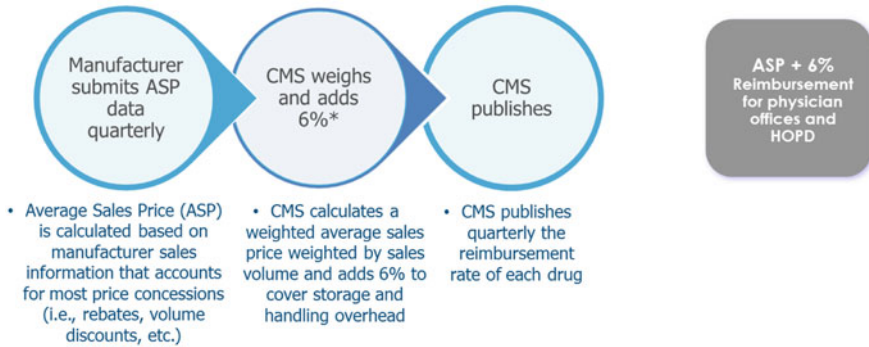 Manufacturer
submits ASP
data
quarterly
CMS weighs
and adds
6%*
CMS
publishes
ASP + 6%
Reimbursement
for physician
offices and
HOPD
• Average Sales Price (ASP)
is calculated based on
manufacturer sales
information that accounts
for most price concessions
(i.e., rebates, volume
discounts, etc.)
• CMS calculates a
weighted average sales
price weighted by sales
volume and adds 6% to
cover storage and
handling overhead
• CMS publishes
quarterly the
reimbursement
rate of each drug